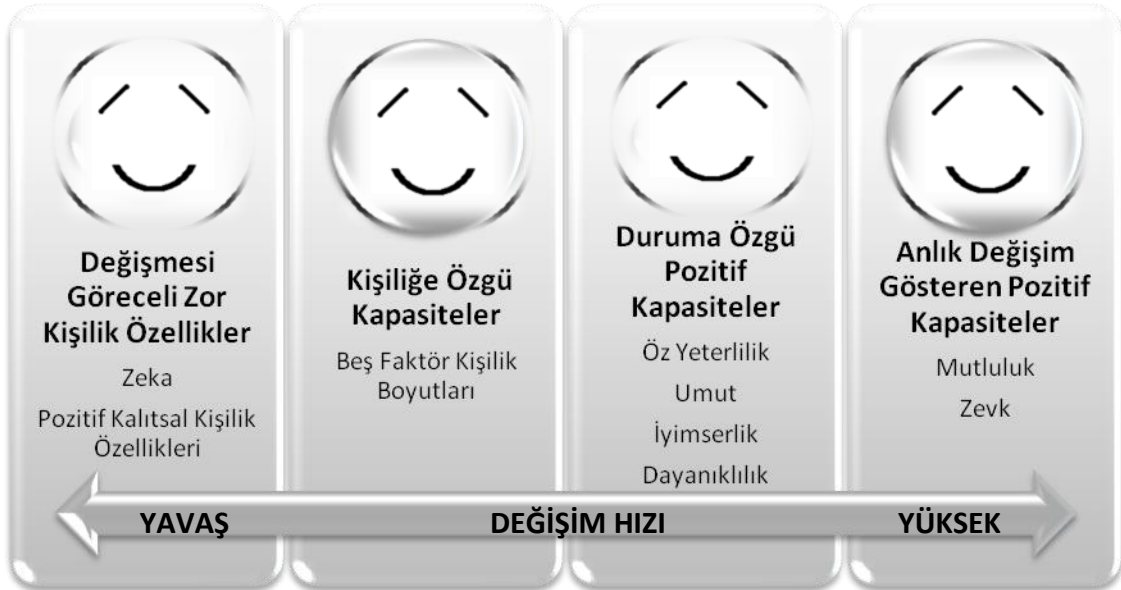 Değişmesi
Göreceli Zor
Kişilik Özellikler
Zeka
Pozitif Kalıtsal Kişilik
Özellikleri
Kişiliğe Özgü
Kapasiteler
Beş Faktör Kişilik
Boyutları
Duruma Özgü
Pozitif
Kapasiteler
Öz Yeterlilik
Umut
İyimserlik
Dayanıklılık
Anlık Değişim
Gösteren Pozitif
Kapasiteler
Mutluluk
Zevk
YAVAŞ
DEĞİŞİM HIZI
YÜKSEK